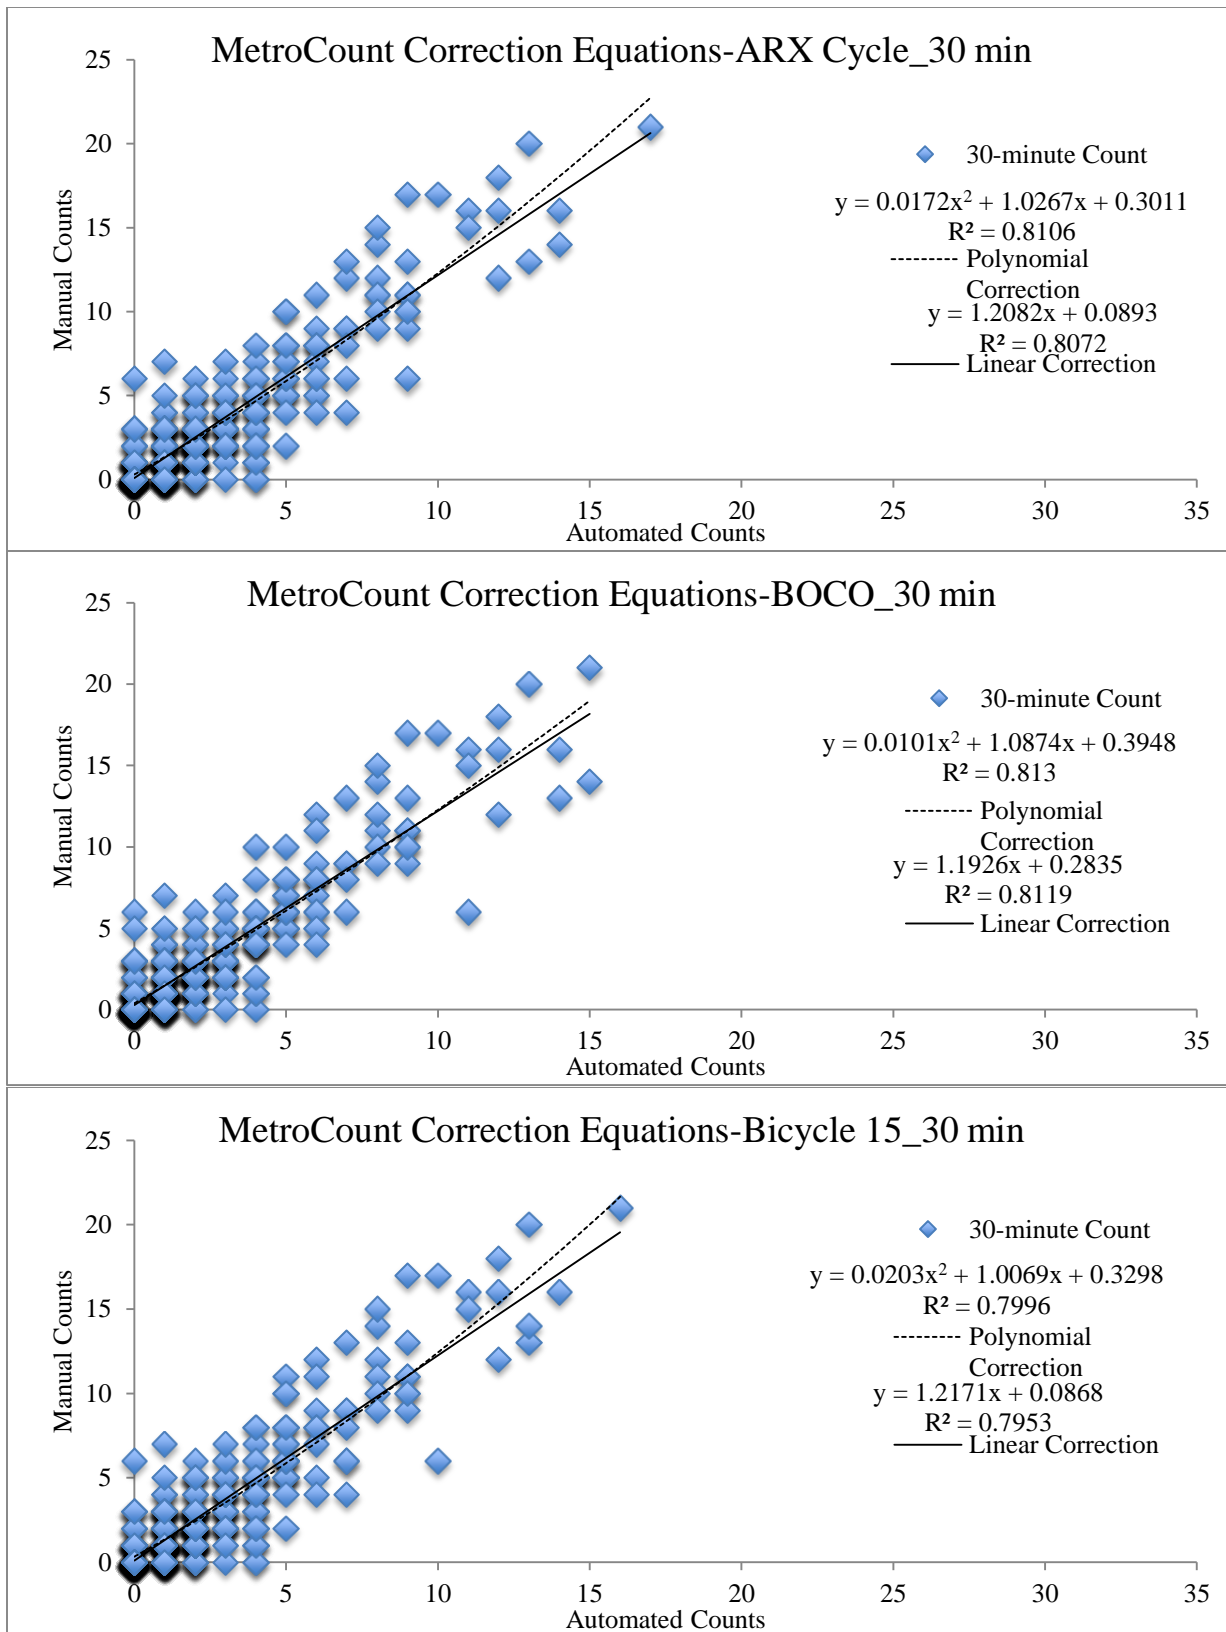 MetroCount Correction Equations-ARX Cycle_30 min
25
20
15
10
5
0
Manual Counts
30-minute Count
y = 0.0172x² + 1.0267x + 0.3011
R² = 0.8106
Polynomial
Correction
y = 1.2082x + 0.0893
R² = 0.8072
Linear Correction
0 5 10 15 20 25 30 35
Automated Counts
MetroCount Correction Equations-BOCO_30 min
25
20
15
10
5
0
Manual Counts
30-minute Count
y = 0.0101x² + 1.0874x + 0.3948
R² = 0.813
Polynomial
Correction
y = 1.1926x + 0.2835
R² = 0.8119
Linear Correction
0 5 10 15 20 25 30 35
Automated Counts
MetroCount Correction Equations-Bicycle 15_30 min
25
20
15
10
5
0
Manual Counts
30-minute Count
y = 0.0203x² + 1.0069x + 0.3298
R² = 0.7996
Polynomial
Correction
y = 1.2171x + 0.0868
R² = 0.7953
Linear Correction
0 5 10 15 20 25 30 35
Automated Counts